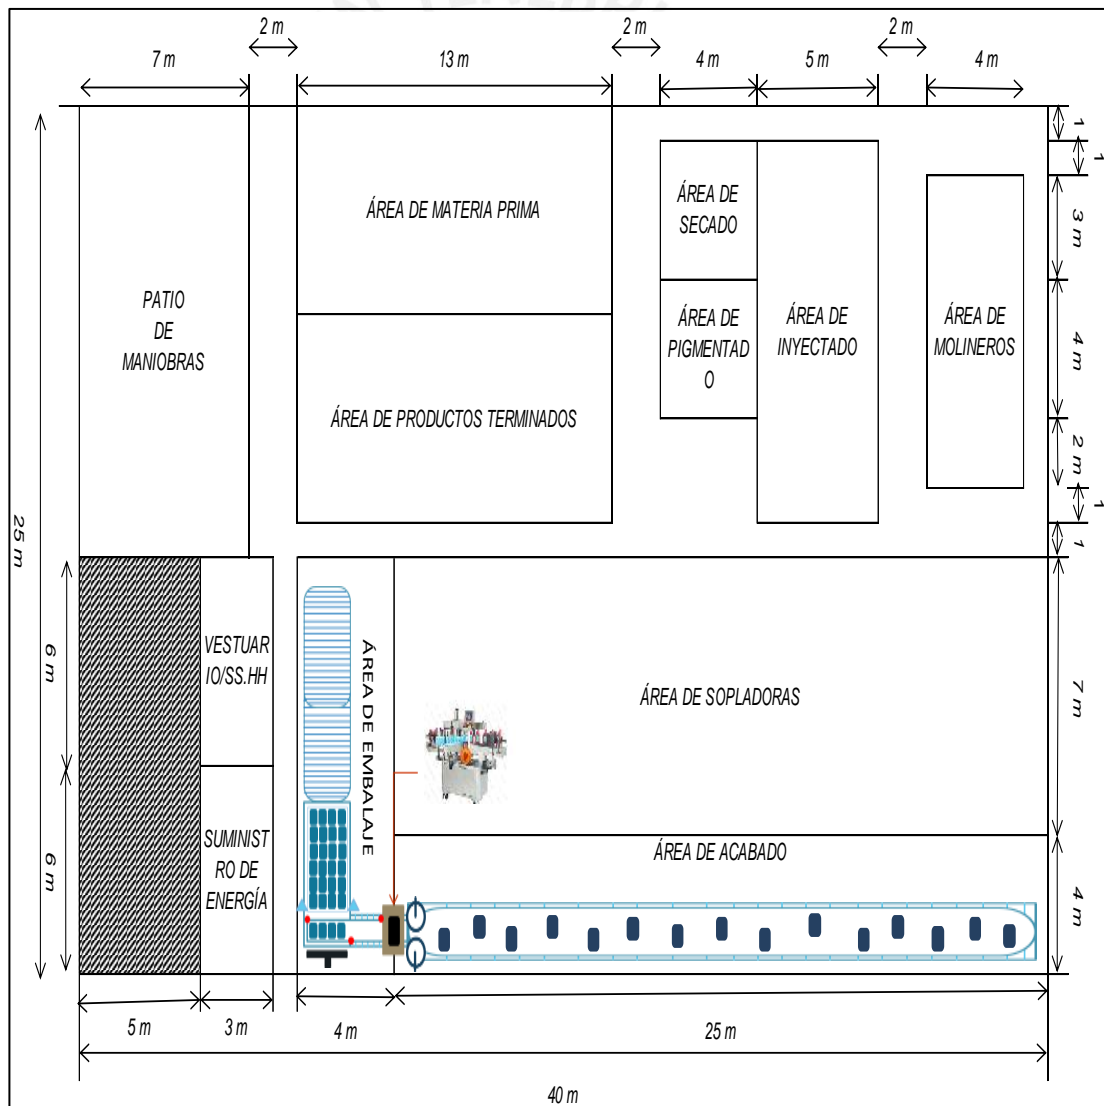 2 m
2 m
2 m
7 m
13 m
4 m
5 m
4 m
1
1
ÁREA DE MATERIA PRIMA
ÁREA DE
SECADO
3 m
PATIO
DE
MANIOBRAS
ÁREA DE
PIGMENTAD
O
ÁREA DE
INYECTADO
ÁREA DE
MOLINEROS
4 m
ÁREA DE PRODUCTOS TERMINADOS
2 m
1
1
25 m
6 m
VESTUAR
IO/SS.HH
ÁREA DE EMBALAJE
ÁREA DE SOPLADORAS
7 m
6 m
SUMINIST
RO DE
ENERGÍA
ÁREA DE ACABADO
4 m
5 m
3 m
4 m
25 m
40 m